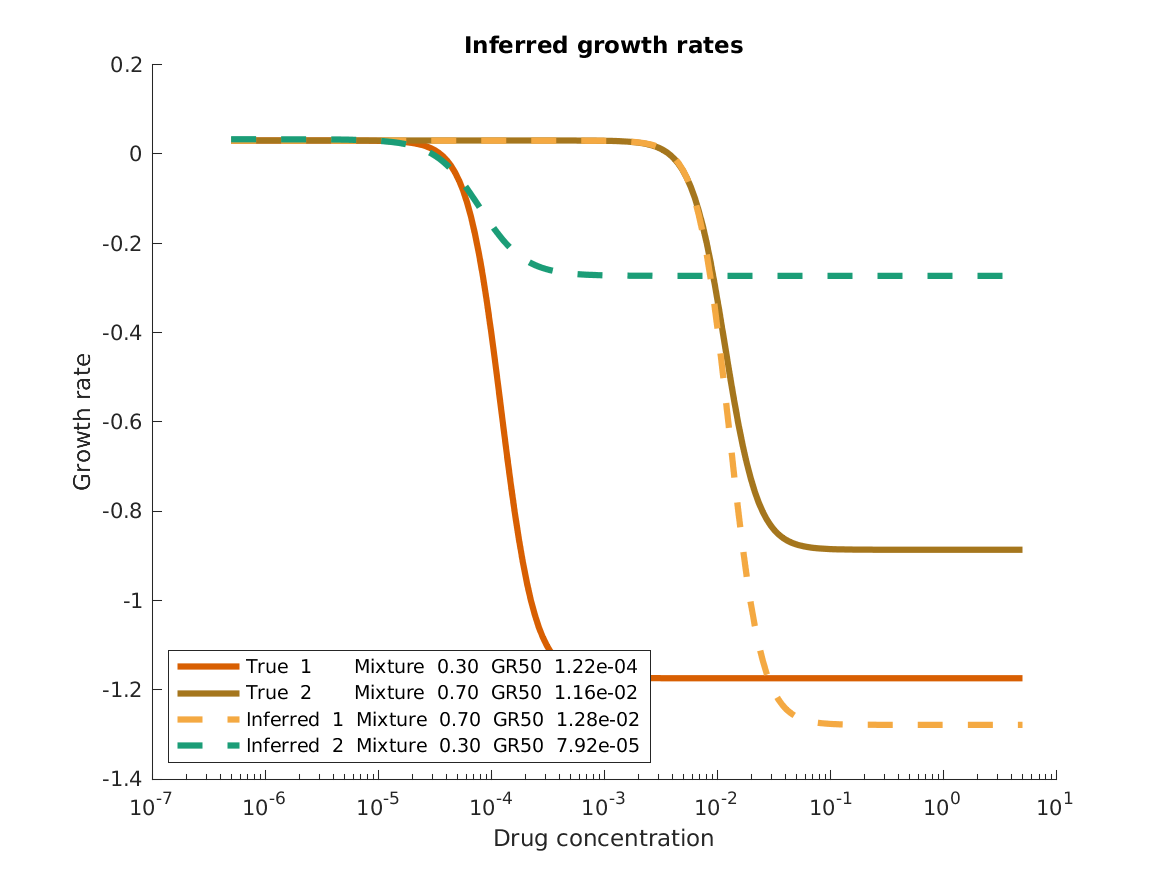 Inferred growth rates
0.2
0
-0.2
-0.4
-0.6
-0.8
-1
-1.2
-1.4
Growth rate
True 1 Mixture 0.30 GR50 1.22e-04
True 2 Mixture 0.70 GR50 1.16e-02
Inferred 1 Mixture 0.70 GR50 1.28e-02
Inferred 2 Mixture 0.30 GR50 7.92e-05
10^-7 10^-6 10^-5 10^-4 10^-3 10^-2 10^-1 10^0 10^1
Drug concentration